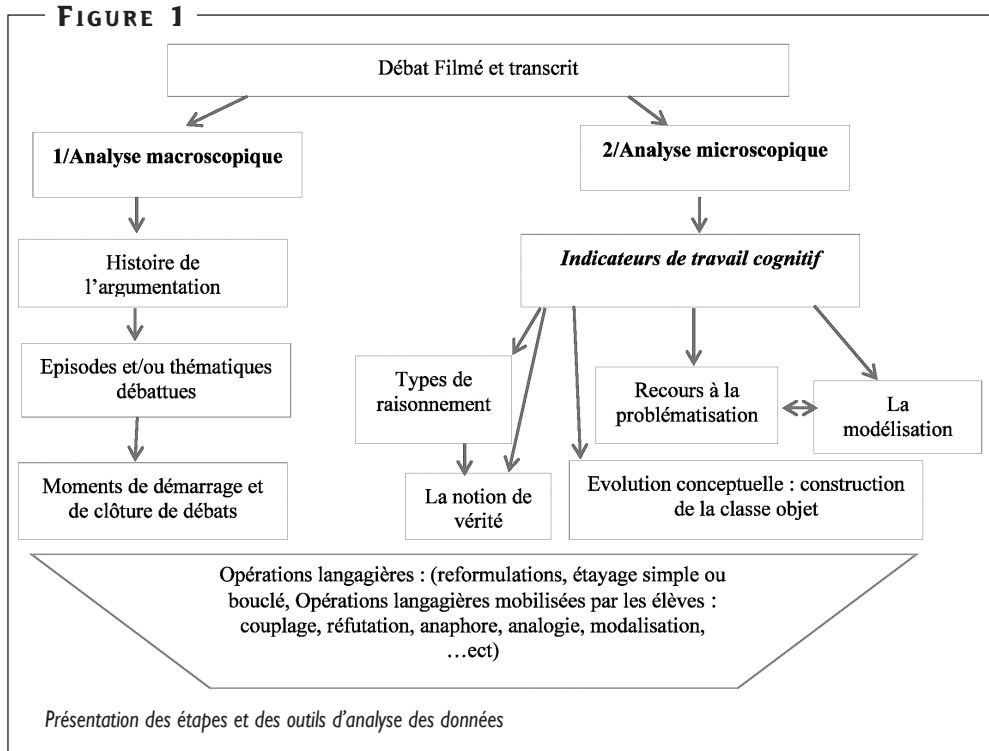 FIGURE 1
Débat Filmé et transcrit
1/Analyse macroscopique
2/Analyse microscopique
Histoire de
l'argumentation
Indicateurs de travail cognitif
Episodes et/ou thématiques
débattues
Types de
raisonnement
Recours à la
problématisation
La
modélisation
Moments de démarrage et
de clôture de débats
La notion de
vérité
Evolution conceptuelle : construction
de la classe objet
Opérations langagières : (reformulations, étayage simple ou
bouclé, Opérations langagières mobilisées par les élèves :
couplage, réfutation, anaphore, analogie, modalisation,
…ect)
Présentation des étapes et des outils d'analyse des données